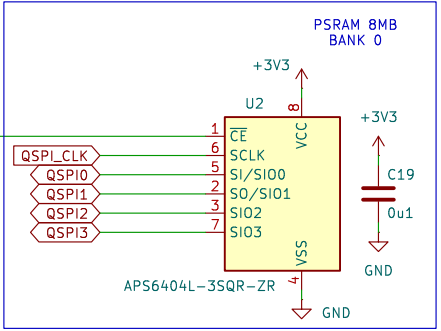 PSRAM 8MB
BANK 0
+3V3
U2
8
VCC
+3V3
1 CE
QSPI_CLK 6 SCLK
QSPI0 5 SI/SIO0
QSPI1 2 SO/SIO1
QSPI2 3 SIO2
QSPI3 7 SIO3
C19
0u1
VSS
4
GND
APS6404L-3SQR-ZR
GND